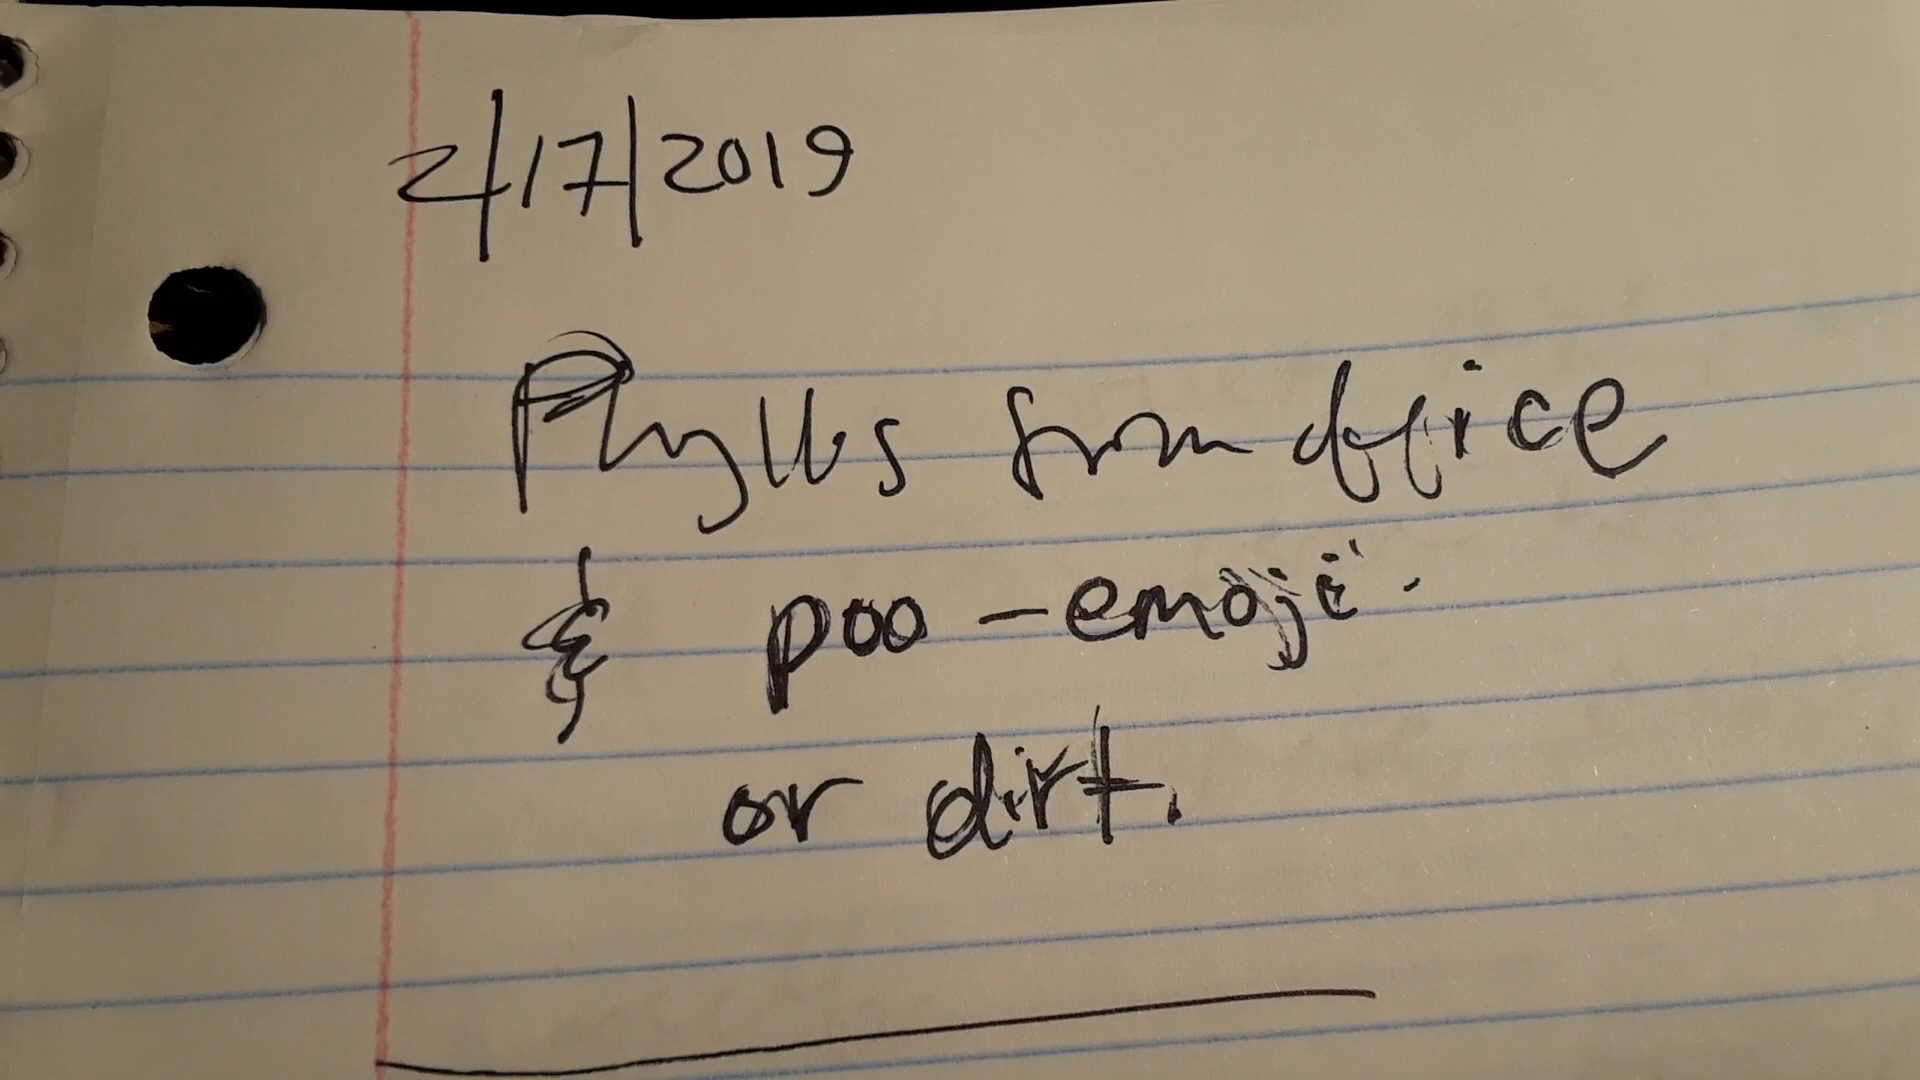 2/17/2019
Phyllis from office
& poo-emoji.
or dirt.